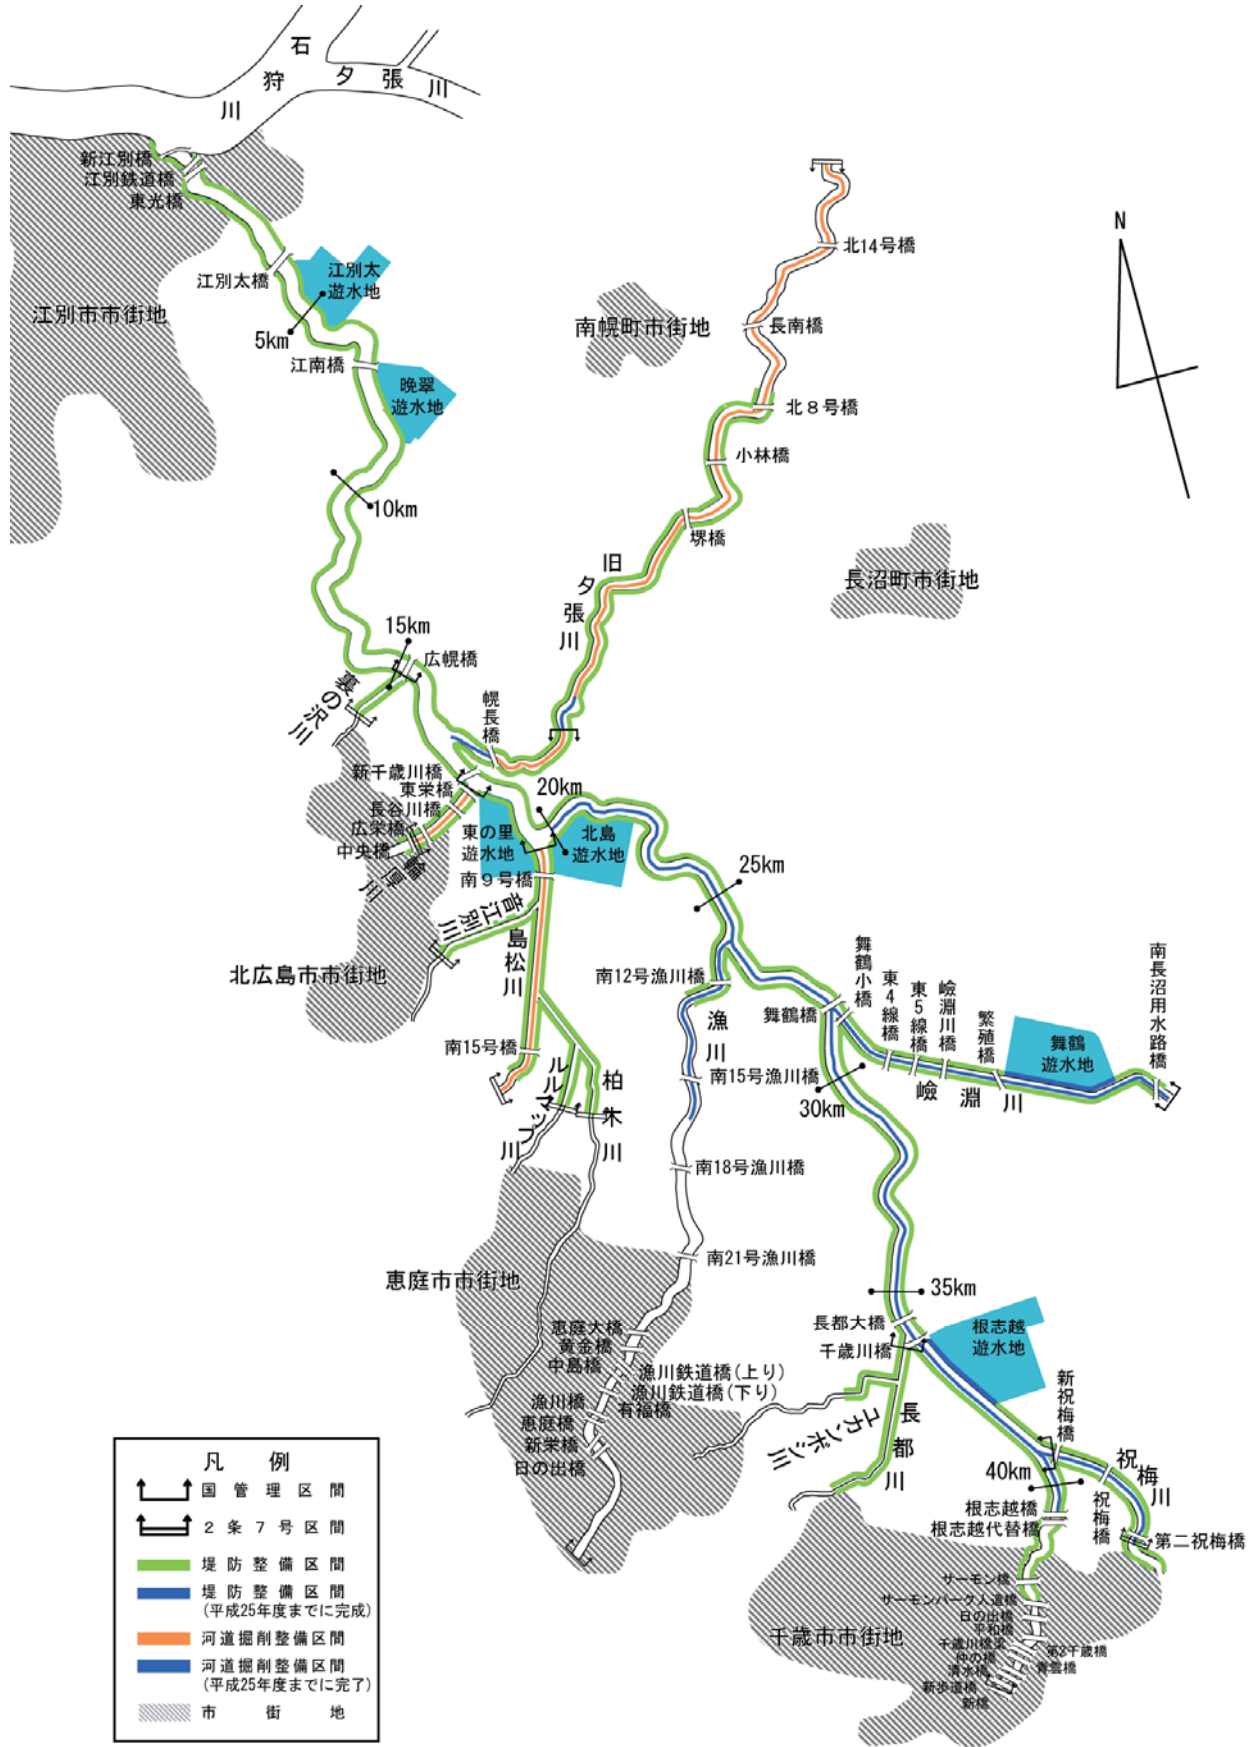 石狩川
夕張川
新江別橋
江別鉄道橋
東光橋
江別太橋
江別太
遊水地
江別市市街地
5km
江南橋
晩翠
遊水地
10km
南幌町市街地
北14号橋
長南橋
北８号橋
小林橋
堺橋
N
長沼町市街地
旧夕張川
15km
広幌橋
裏の沢川
幌長橋
新千歳川橋
東栄橋
長谷川橋
広栄橋
中央橋
輪厚川
20km
東の里
遊水地
北島
遊水地
南９号橋
25km
音江別川
島松川
北広島市市街地
南12号漁川橋
漁川
舞鶴橋
舞鶴小橋
東４線橋
東５線橋
嶮淵川橋
繁殖橋
舞鶴
遊水地
南長沼用水路橋
嶮淵川
南15号橋
南15号漁川橋
30km
ルルマップ川
柏木川
南18号漁川橋
南21号漁川橋
恵庭市市街地
35km
長都大橋
千歳川橋
根志越
遊水地
恵庭大橋
黄金橋
中島橋
漁川鉄道橋(上り)
漁川鉄道橋(下り)
有福橋
漁川橋
恵庭橋
新栄橋
日の出橋
ユカンボシ川
長都川
新祝梅橋
祝梅川
40km
祝梅橋
根志越橋
根志越代替橋
第二祝梅橋
サーモン橋
サーモンパーク人道橋
日の出橋
平和橋
千歳市市街地
千歳川橋梁
第2千歳橋
仲の橋
青雲橋
清水橋
新歩道橋
新橋
凡例
国管理区間
２条７号区間
堤防整備区間
堤防整備区間
(平成25年度までに完成)
河道掘削整備区間
河道掘削整備区間
(平成25年度までに完了)
市街地